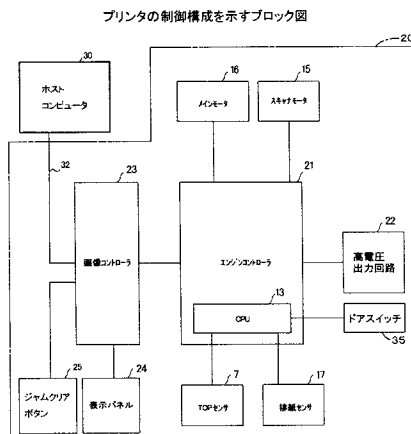 プリンタの制御構成を示すブロック図
20
30
ホスト
コンピュータ
16
メインモータ
15
スキャナモータ
32
23
画像コントローラ
21
エンジンコントローラ
22
高電圧
出力回路
13
CPU
ドアスイッチ
35
25
ジャムクリア
ボタン
24
表示パネル
7
TOPセンサ
17
排紙センサ